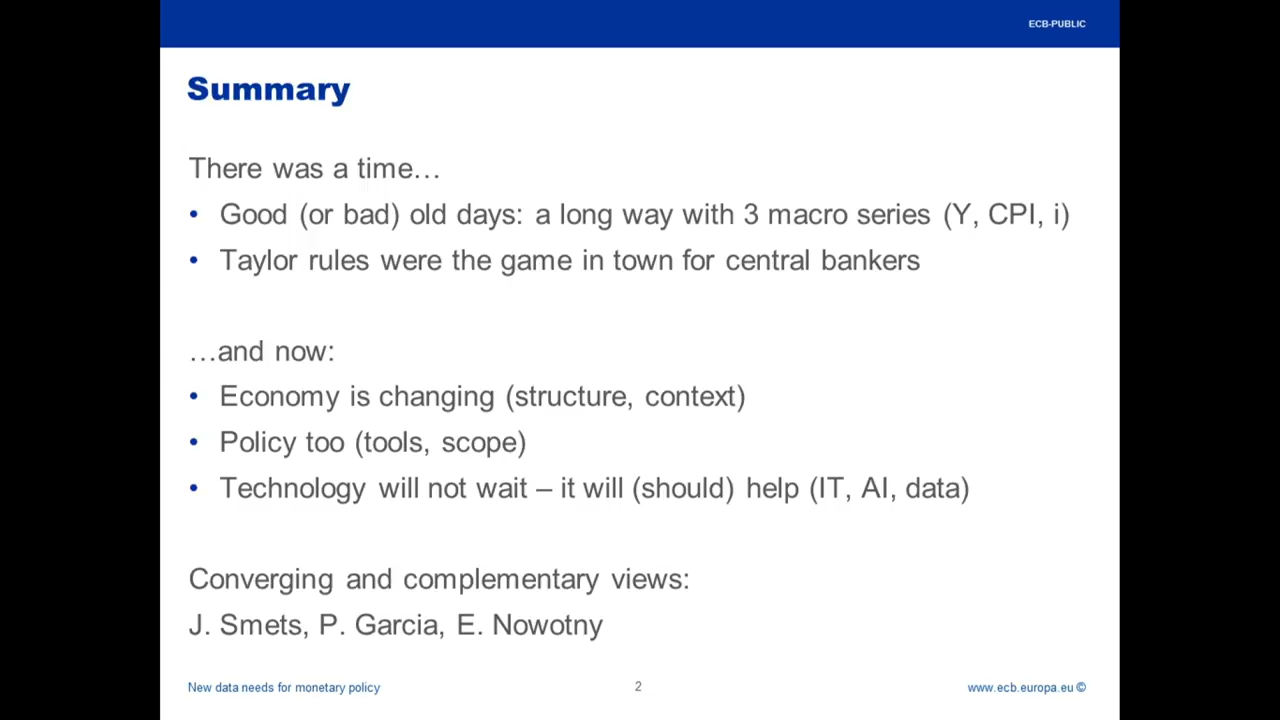 ECB-PUBLIC
Summary
There was a time…
• Good (or bad) old days: a long way with 3 macro series (Y, CPI, i)
• Taylor rules were the game in town for central bankers
…and now:
• Economy is changing (structure, context)
• Policy too (tools, scope)
• Technology will not wait – it will (should) help (IT, AI, data)
Converging and complementary views:
J. Smets, P. Garcia, E. Nowotny
New data needs for monetary policy
2
www.ecb.europa.eu ©